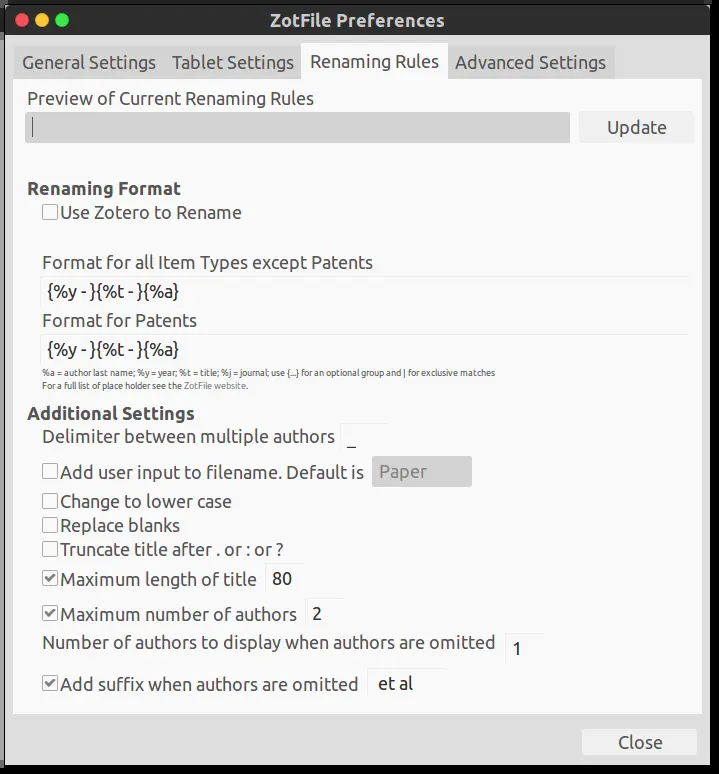 ZotFile Preferences
General Settings Tablet Settings Renaming Rules Advanced Settings
Preview of Current Renaming Rules
Update
Renaming Format
Use Zotero to Rename
Format for all Item Types except Patents
{%y - }{%t - }{%a}
Format for Patents
{%y - }{%t - }{%a}
%a = author last name; %y = year; %t = title; %j = journal; use {...} for an optional group and | for exclusive matches
For a full list of place holder see the ZotFile website.
Additional Settings
Delimiter between multiple authors _
Add user input to filename. Default is Paper
Change to lower case
Replace blanks
Truncate title after . or : or ?
Maximum length of title 80
Maximum number of authors 2
Number of authors to display when authors are omitted 1
Add suffix when authors are omitted et al
Close